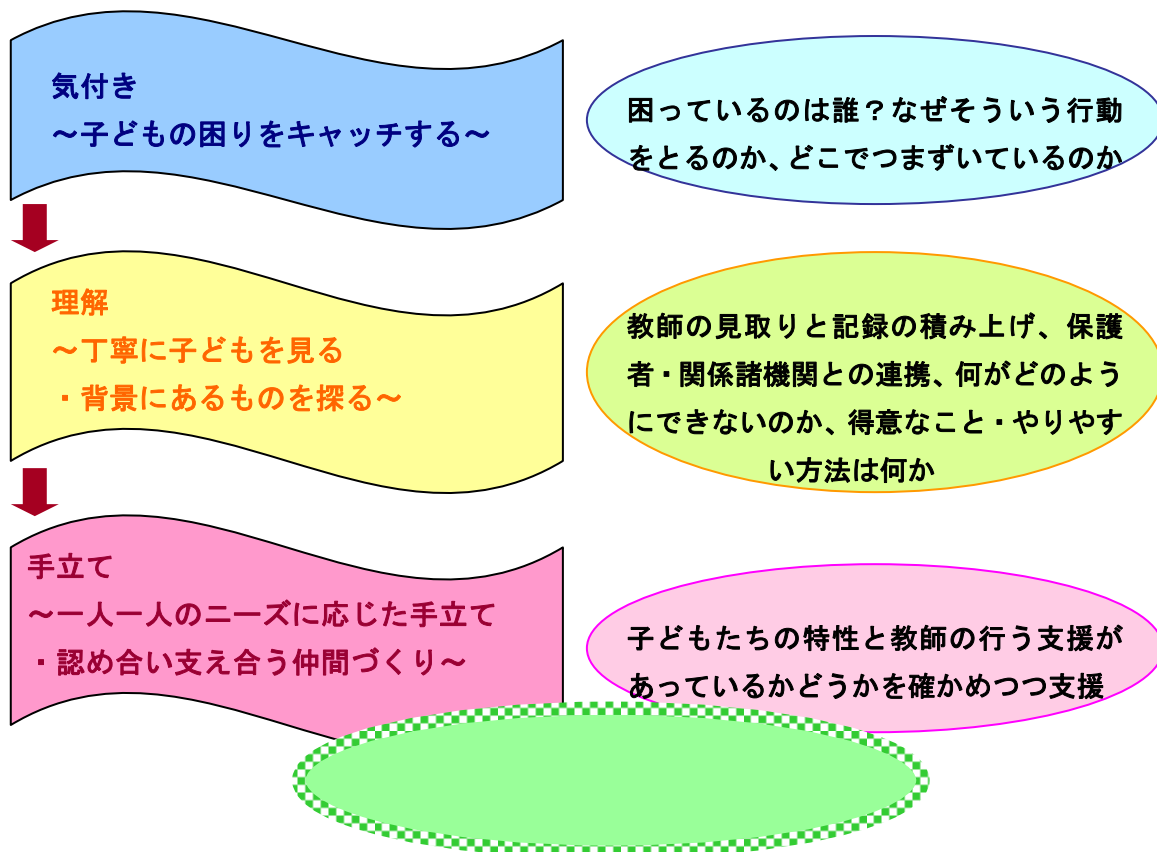 気付き
～子どもの困りをキャッチする～
困っているのは誰？なぜそういう行動
をとるのか、どこでつまずいているのか
理解
～丁寧に子どもを見る
・背景にあるものを探る～
教師の見取りと記録の積み上げ、保護
者・関係諸機関との連携、何がどのよう
にできないのか、得意なこと・やりやす
い方法は何か
手立て
～一人一人のニーズに応じた手立て
・認め合い支え合う仲間づくり～
子どもたちの特性と教師の行う支援が
あっているかどうかを確かめつつ支援